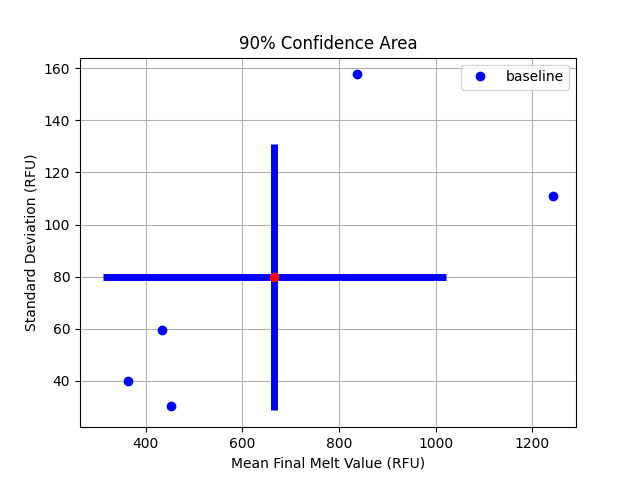 90% Confidence Area
baseline
160
140
120
100
80
60
40
Standard Deviation (RFU)
400 600 800 1000 1200
Mean Final Melt Value (RFU)